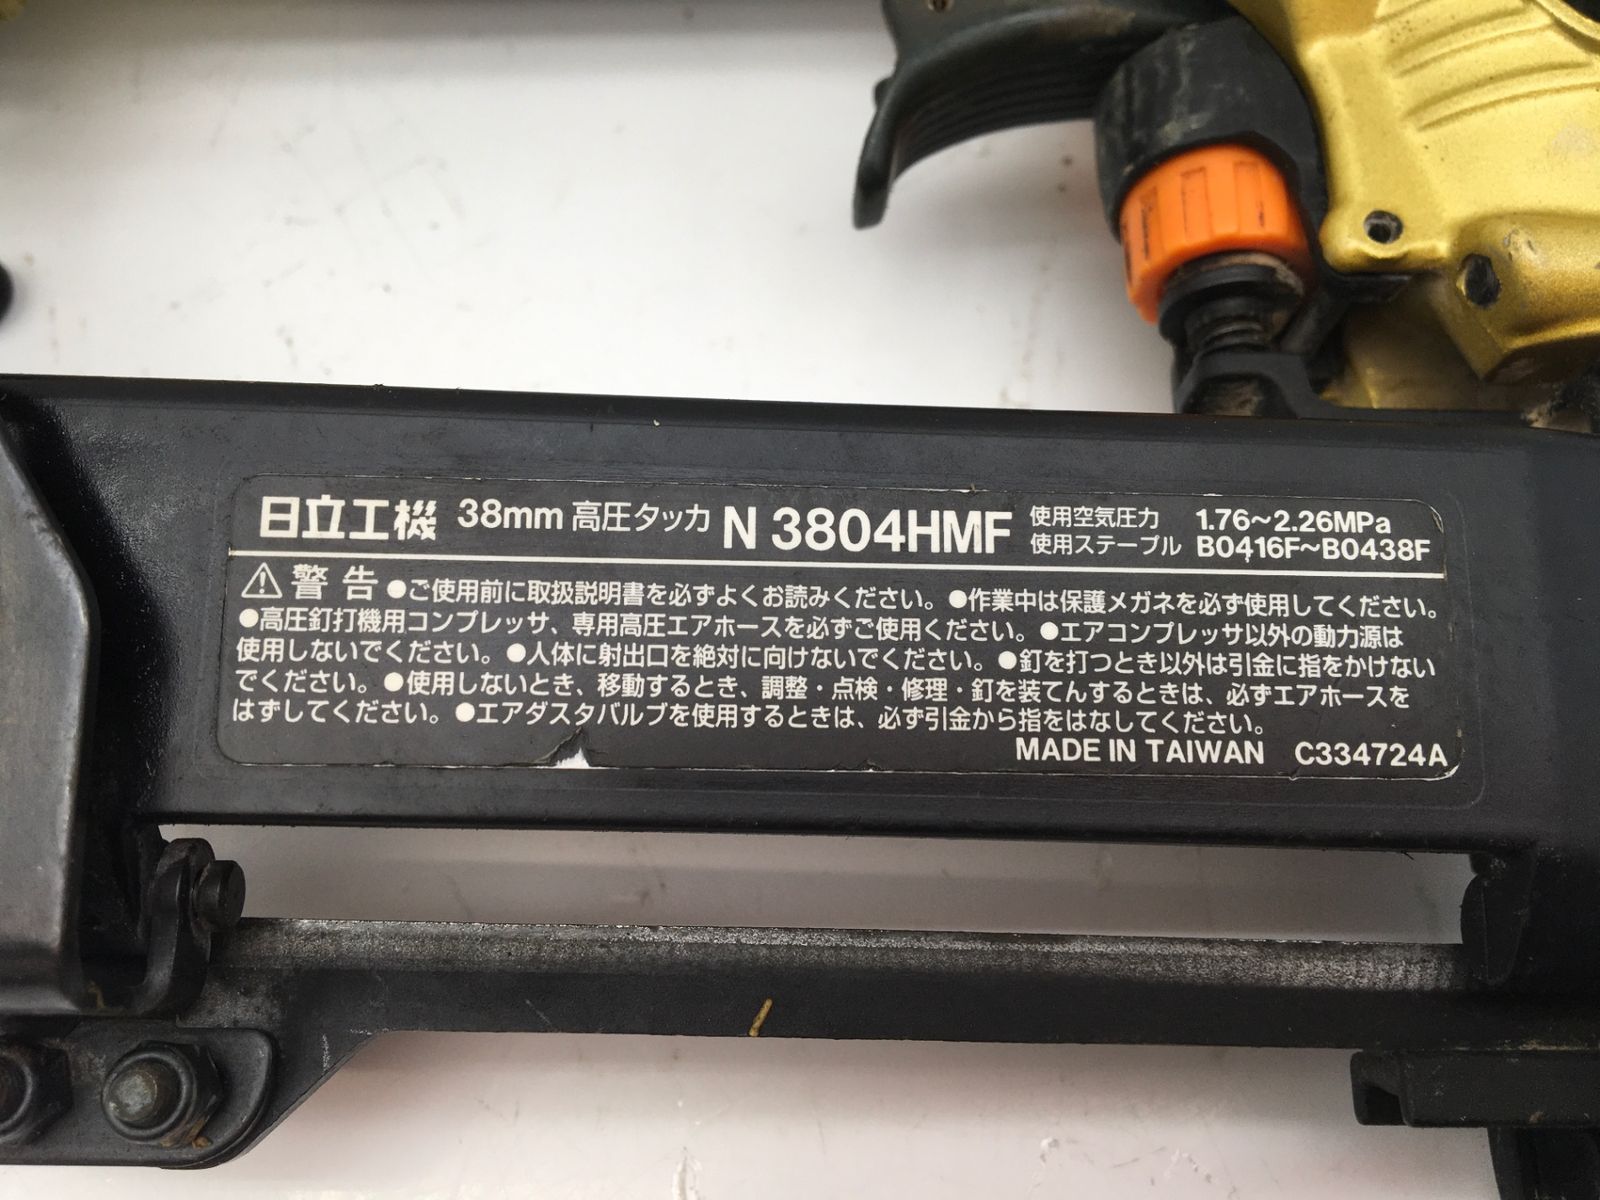 日立工機 38mm 高圧タッカ N 3804HMF 使用空気圧力 1.76～2.26MPa
使用ステープル B0416F～B0438F
⚠警告 ●ご使用前に取扱説明書を必ずよくお読みください。●作業中は保護メガネを必ず使用してください。
●高圧釘打機用コンプレッサ、専用高圧エアホースを必ずご使用ください。●エアコンプレッサ以外の動力源は
使用しないでください。●人体に射出口を絶対に向けないでください。●釘を打つとき以外は引金に指をかけない
でください。●使用しないとき、移動するとき、調整・点検・修理・釘を装てんするときは、必ずエアホースを
はずしてください。●エアダスタバルブを使用するときは、必ず引金から指をはなしてください。
MADE IN TAIWAN C334724A